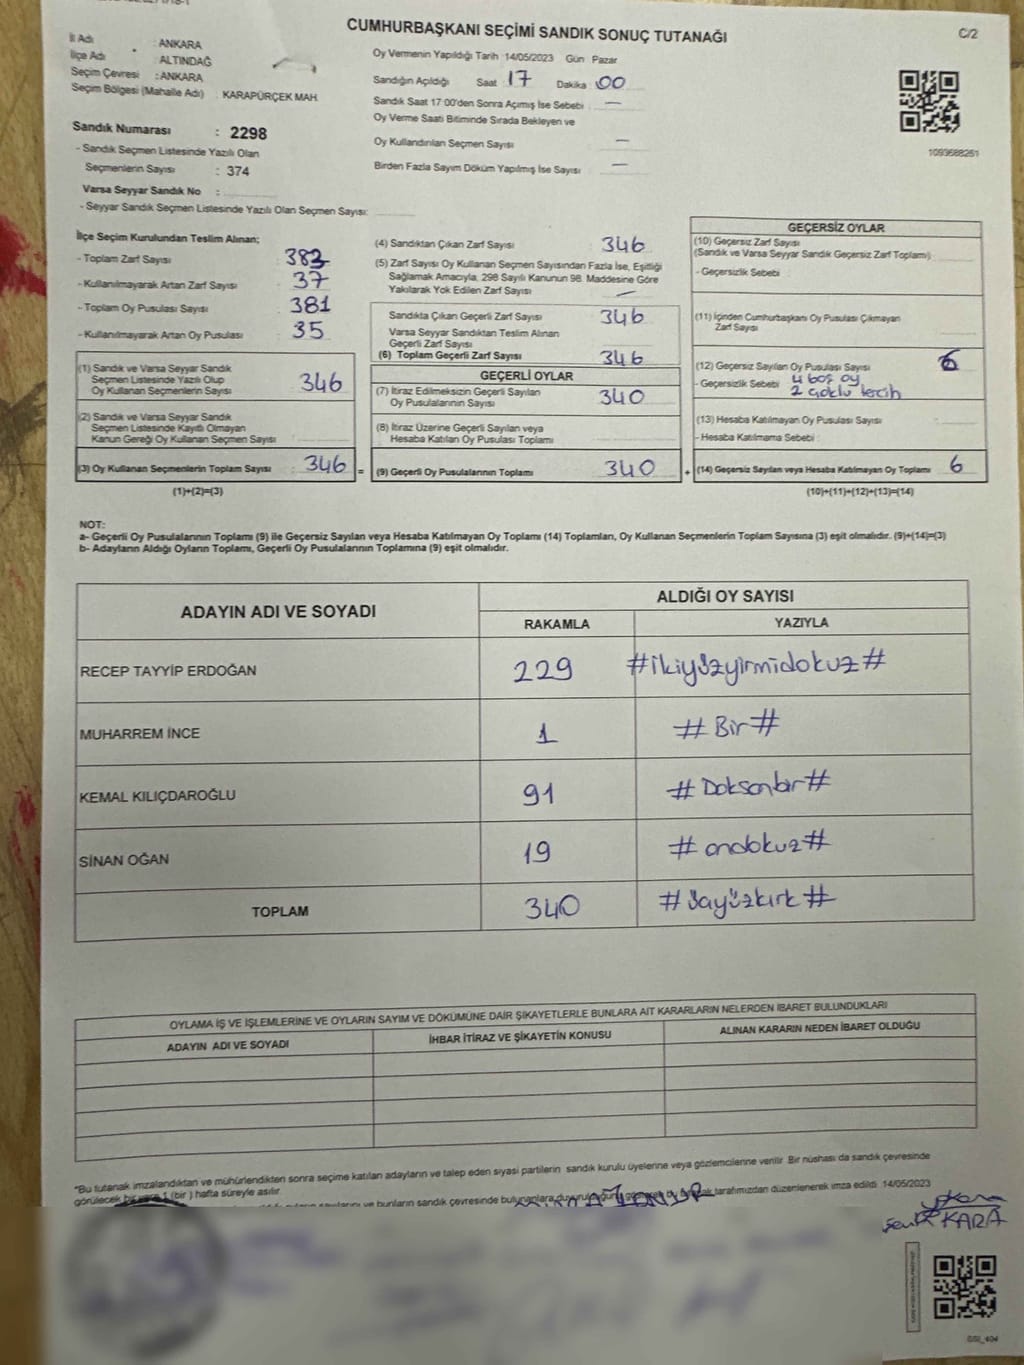 CUMHURBAŞKANI SEÇİMİ SANDIK SONUÇ TUTANAĞI
C/2
İl Adı : ANKARA
İlçe Adı : ALTINDAĞ
Seçim Çevresi : ANKARA
Seçim Bölgesi (Mahalle Adı) : KARAPÜRÇEK MAH.
Oy Vermenin Yapıldığı Tarih 14/05/2023 Gün Pazar
Sandığın Açıldığı Saat 17 Dakika 00
Sandık Saat 17:00'den Sonra Açımış İse Sebebi : —
Oy Verme Saati Bitiminde Sırada Bekleyen ve
Oy Kullandırılan Seçmen Sayısı —
Birden Fazla Sayım Döküm Yapılmış İse Sayısı —
1093688251
Sandık Numarası : 2298
- Sandık Seçmen Listesinde Yazılı Olan
Seçmenlerin Sayısı : 374
Varsa Seyyar Sandık No :
- Seyyar Sandık Seçmen Listesinde Yazılı Olan Seçmen Sayısı:
İlçe Seçim Kurulundan Teslim Alınan;
- Toplam Zarf Sayısı 383
- Kullanılmayarak Artan Zarf Sayısı 37
- Toplam Oy Pusulası Sayısı 381
- Kullanılmayarak Artan Oy Pusulası 35
(1) Sandık ve Varsa Seyyar Sandık
Seçmen Listesinde Yazılı Olup
Oy Kullanan Seçmenlerin Sayısı 346
(2) Sandık ve Varsa Seyyar Sandık
Seçmen Listesinde Kayıtlı Olmayan
Kanun Gereği Oy Kullanan Seçmen Sayısı
(3) Oy Kullanan Seçmenlerin Toplam Sayısı : 346 =
(1)+(2)=(3)
(4) Sandıktan Çıkan Zarf Sayısı 346
(5) Zarf Sayısı Oy Kullanan Seçmen Sayısından Fazla İse, Eşitliği
Sağlamak Amacıyla, 298 Sayılı Kanunun 98. Maddesine Göre
Yakılarak Yok Edilen Zarf Sayısı —
Sandıkta Çıkan Geçerli Zarf Sayısı 346
Varsa Seyyar Sandıktan Teslim Alınan
Geçerli Zarf Sayısı
(6) Toplam Geçerli Zarf Sayısı 346
GEÇERLİ OYLAR
(7) İtiraz Edilmeksizin Geçerli Sayılan
Oy Pusulalarının Sayısı 340
(8) İtiraz Üzerine Geçerli Sayılan veya
Hesaba Katılan Oy Pusulası Toplamı
(9) Geçerli Oy Pusulalarının Toplamı 340 +
GEÇERSİZ OYLAR
(10) Geçersiz Zarf Sayısı
(Sandık ve Varsa Seyyar Sandık Geçersiz Zarf Toplamı)
- Geçersizlik Sebebi :
(11) İçinden Cumhurbaşkanı Oy Pusulası Çıkmayan
Zarf Sayısı
(12) Geçersiz Sayılan Oy Pusulası Sayısı 6
- Geçersizlik Sebebi 4 boş oy
2 çoklu tercih
(13) Hesaba Katılmayan Oy Pusulası Sayısı
- Hesaba Katılmama Sebebi :
(14) Geçersiz Sayılan veya Hesaba Katılmayan Oy Toplamı 6
(10)+(11)+(12)+(13)=(14)
NOT:
a- Geçerli Oy Pusulalarının Toplamı (9) ile Geçersiz Sayılan veya Hesaba Katılmayan Oy Toplamı (14) Toplamları, Oy Kullanan Seçmenlerin Toplam Sayısına (3) eşit olmalıdır. (9)+(14)=(3)
b- Adayların Aldığı Oyların Toplamı, Geçerli Oy Pusulalarının Toplamına (9) eşit olmalıdır.
ADAYIN ADI VE SOYADI
ALDIĞI OY SAYISI
RAKAMLA YAZIYLA
RECEP TAYYİP ERDOĞAN 229 #ikiyüzyirmidokuz#
MUHARREM İNCE 1 #Bir#
KEMAL KILIÇDAROĞLU 91 #Doksanbir#
SİNAN OĞAN 19 #ondokuz#
TOPLAM 340 #üçyüzkırk#
OYLAMA İŞ VE İŞLEMLERİNE VE OYLARIN SAYIM VE DÖKÜMÜNE DAİR ŞİKAYETLERLE BUNLARA AİT KARARLARIN NELERDEN İBARET BULUNDUKLARI
ADAYIN ADI VE SOYADI İHBAR İTİRAZ VE ŞİKAYETİN KONUSU ALINAN KARARIN NEDEN İBARET OLDUĞU
*Bu tutanak imzalandıktan ve mühürlendikten sonra seçime katılan adayların ve talep eden siyasi partilerin sandık kurulu üyelerine veya gözlemcilerine verilir. Bir nüshası da sandık çevresinde
görülecek bir yere 1 (bir) hafta süreyle asılır.
sayılarını ve bunların sandık çevresinde bulunanlara tarafımızdan düzenlenerek imza edildi. 14/05/2023
KARA